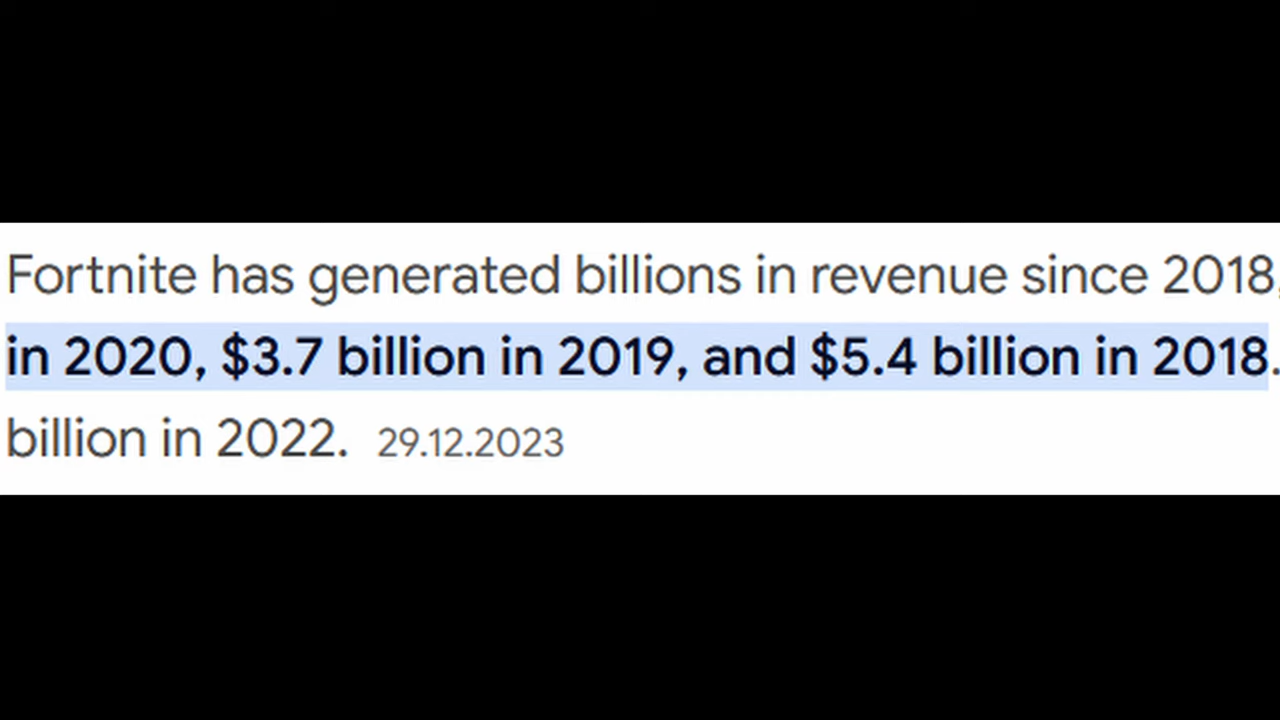 Fortnite has generated billions in revenue since 2018,
in 2020, $3.7 billion in 2019, and $5.4 billion in 2018.
billion in 2022. 29.12.2023